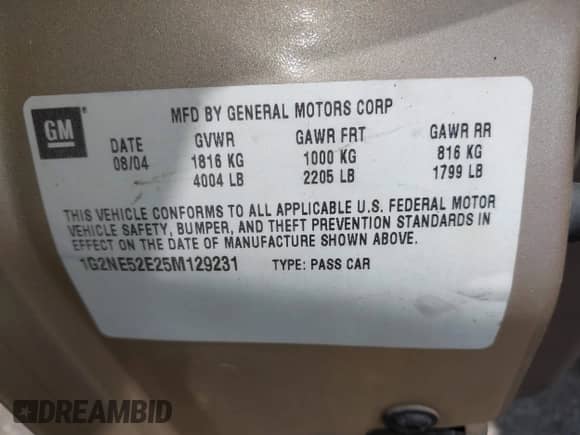 GM
®
MFD BY GENERAL MOTORS CORP
DATE GVWR GAWR FRT GAWR RR
08/04 1816 KG 1000 KG 816 KG
4004 LB 2205 LB 1799 LB
THIS VEHICLE CONFORMS TO ALL APPLICABLE U.S. FEDERAL MOTOR
VEHICLE SAFETY, BUMPER, AND THEFT PREVENTION STANDARDS IN
EFFECT ON THE DATE OF MANUFACTURE SHOWN ABOVE.
1G2NE52E25M129231 TYPE: PASS CAR
DREAMBID